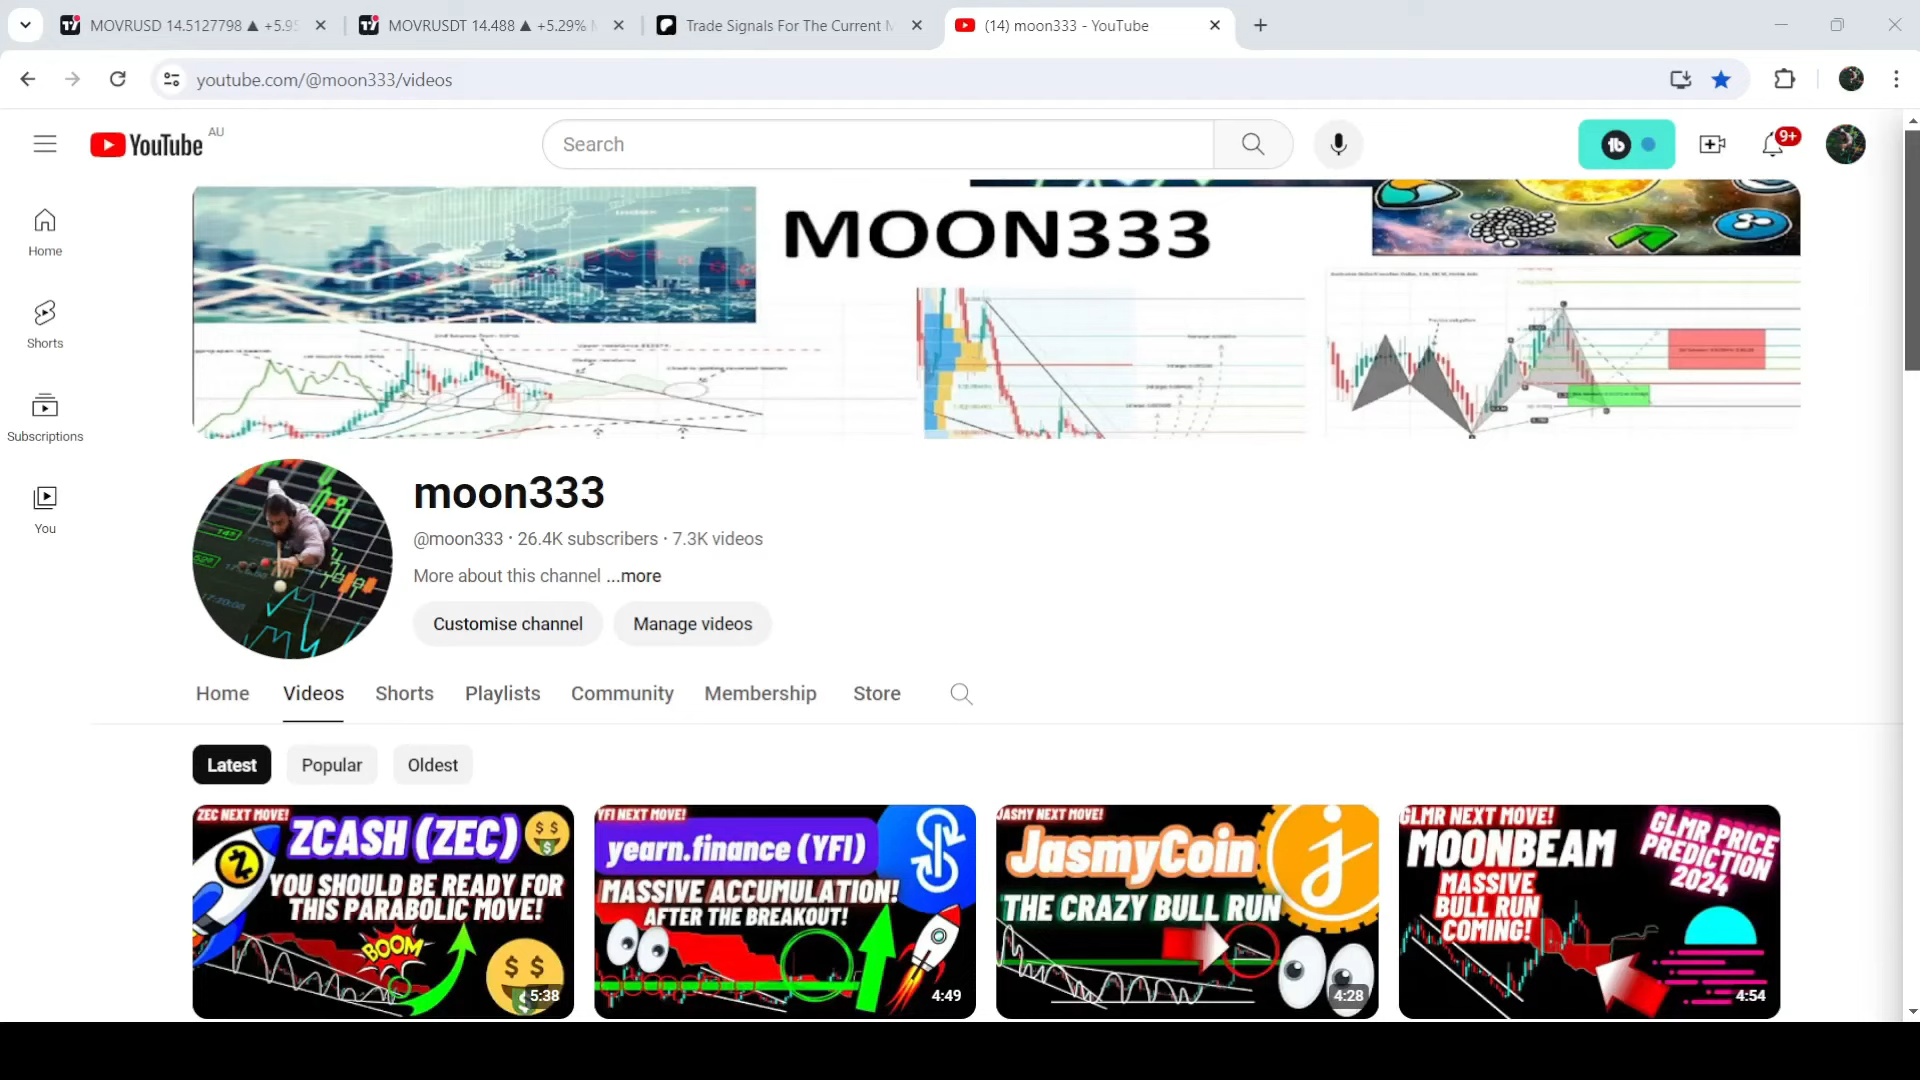 MOVRUSD 14.5127798 ▲ +5.95
MOVRUSDT 14.488 ▲ +5.29%
Trade Signals For The Current M
(14) moon333 - YouTube
youtube.com/@moon333/videos
YouTube AU
Search
9+
Home
Shorts
Subscriptions
You
MOON333
moon333
@moon333 · 26.4K subscribers · 7.3K videos
More about this channel ...more
Customise channel
Manage videos
Home
Videos
Shorts
Playlists
Community
Membership
Store
Latest
Popular
Oldest
ZEC NEXT MOVE!
ZCASH (ZEC)
YOU SHOULD BE READY FOR
THIS PARABOLIC MOVE!
BOOM
5:38
YFI NEXT MOVE!
yearn.finance (YFI)
MASSIVE ACCUMULATION!
AFTER THE BREAKOUT!
4:49
JASMY NEXT MOVE!
JasmyCoin
THE CRAZY BULL RUN
4:28
GLMR NEXT MOVE!
MOONBEAM
GLMR PRICE
PREDICTION
2024
MASSIVE
BULL RUN
COMING!
4:54